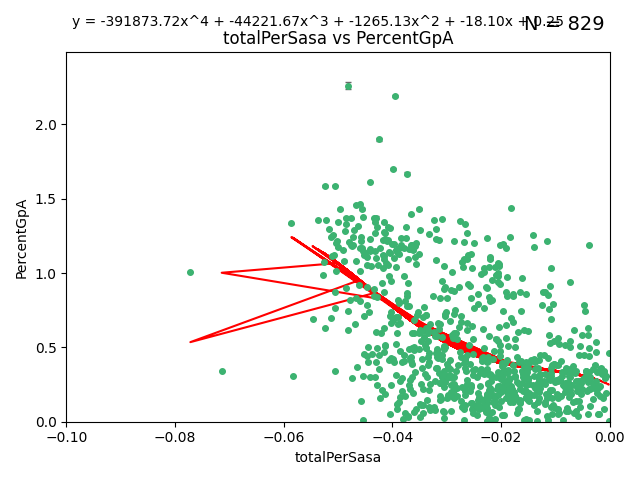 y = -391873.72x^4 + -44221.67x^3 + -1265.13x^2 + -18.10x + 0.25
N = 829
totalPerSasa vs PercentGpA
PercentGpA
2.0
1.5
1.0
0.5
0.0
−0.10 −0.08 −0.06 −0.04 −0.02 0.00
totalPerSasa